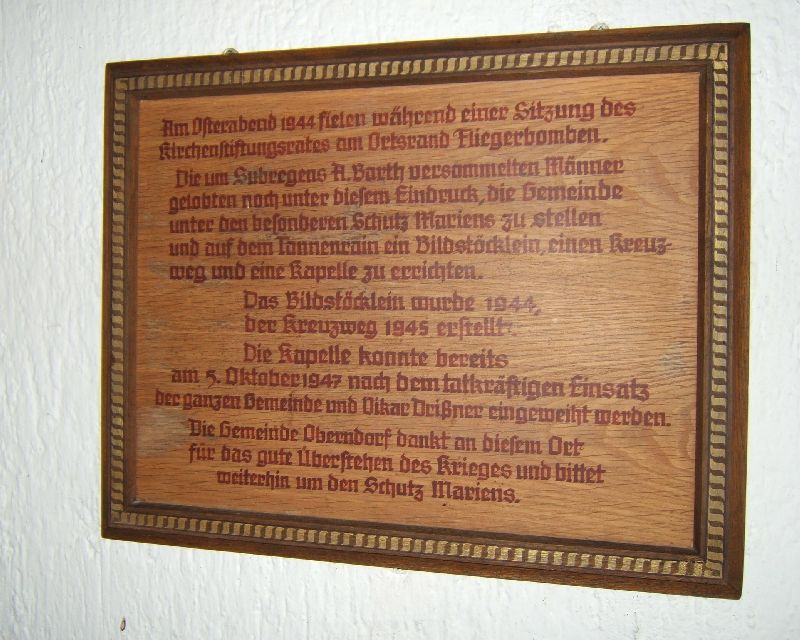 Am Osterabend 1944 fielen während einer Sitzung des
Kirchenstiftungsrates am Ortsrand Fliegerbomben.
Die um Subregens A. Barth versammelten Männer
gelobten noch unter diesem Eindruck, die Gemeinde
unter den besonderen Schutz Mariens zu stellen
und auf dem Tannenrain ein Bildstöcklein, einen Kreuz-
weg und eine Kapelle zu errichten.
Das Bildstöcklein wurde 1944,
der Kreuzweg 1945 erstellt.
Die Kapelle konnte bereits
am 5. Oktober 1947 nach dem tatkräftigen Einsatz
der ganzen Gemeinde und Vikar Drißner eingeweiht werden.
Die Gemeinde Oberndorf dankt an diesem Ort
für das gute Überstehen des Krieges und bittet
weiterhin um den Schutz Mariens.